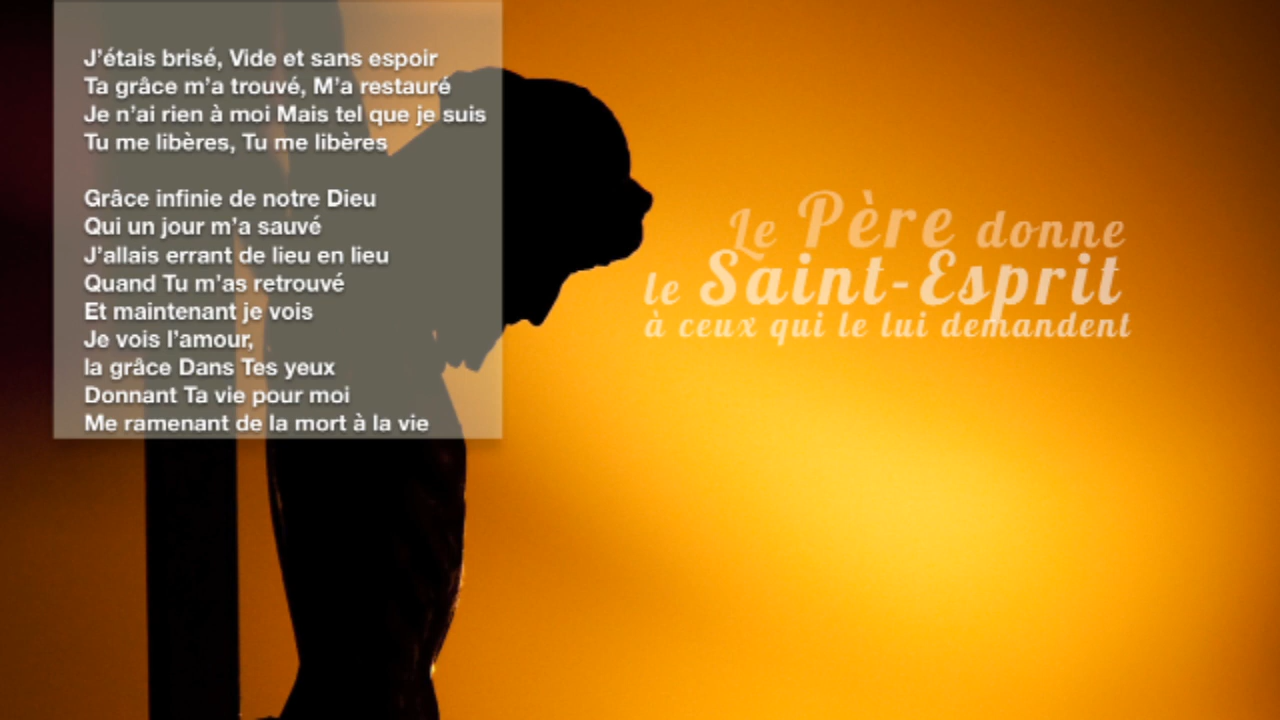 J'étais brisé, Vide et sans espoir
Ta grâce m'a trouvé, M'a restauré
Je n'ai rien à moi Mais tel que je suis
Tu me libères, Tu me libères

Grâce infinie de notre Dieu
Qui un jour m'a sauvé
J'allais errant de lieu en lieu
Quand Tu m'as retrouvé
Et maintenant je vois
Je vois l'amour,
la grâce Dans Tes yeux
Donnant Ta vie pour moi
Me ramenant de la mort à la vie

Le Père donne
le Saint-Esprit
à ceux qui le lui demandent